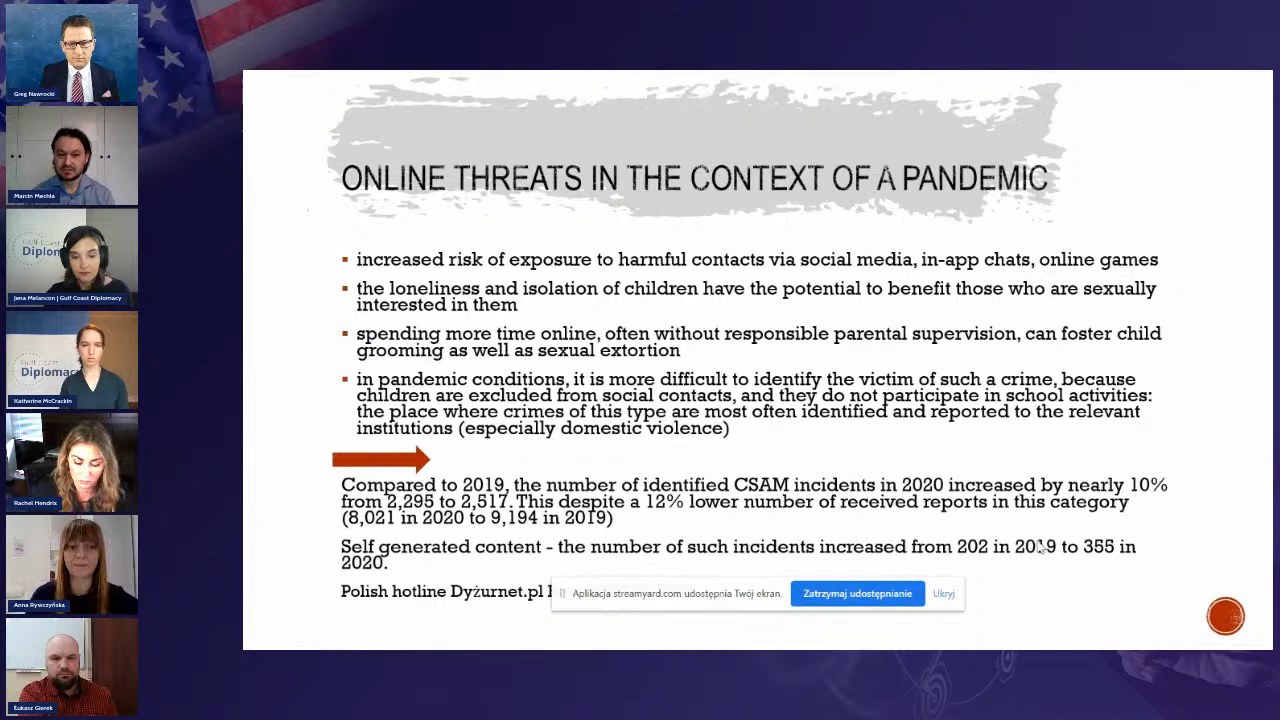 Greg Nawrocki
Marcin Mechla
Gulf Coast
Diplom
Jena Melancon | Gulf Coast Diplomacy
Gulf Coast
Diplomac
Katherine McCrackin
Rachel Hendrix
Anna Rywczyńska
Łukasz Gierek
ONLINE THREATS IN THE CONTEXT OF A PANDEMIC
▪ increased risk of exposure to harmful contacts via social media, in-app chats, online games
▪ the loneliness and isolation of children have the potential to benefit those who are sexually
interested in them
▪ spending more time online, often without responsible parental supervision, can foster child
grooming as well as sexual extortion
▪ in pandemic conditions, it is more difficult to identify the victim of such a crime, because
children are excluded from social contacts, and they do not participate in school activities:
the place where crimes of this type are most often identified and reported to the relevant
institutions (especially domestic violence)
Compared to 2019, the number of identified CSAM incidents in 2020 increased by nearly 10%
from 2,295 to 2,517. This despite a 12% lower number of received reports in this category
(8,021 in 2020 to 9,194 in 2019)
Self generated content - the number of such incidents increased from 202 in 2019 to 355 in
2020.
Polish hotline Dyżurnet.pl
Aplikacja streamyard.com udostępnia Twój ekran.
Zatrzymaj udostępnianie
Ukryj